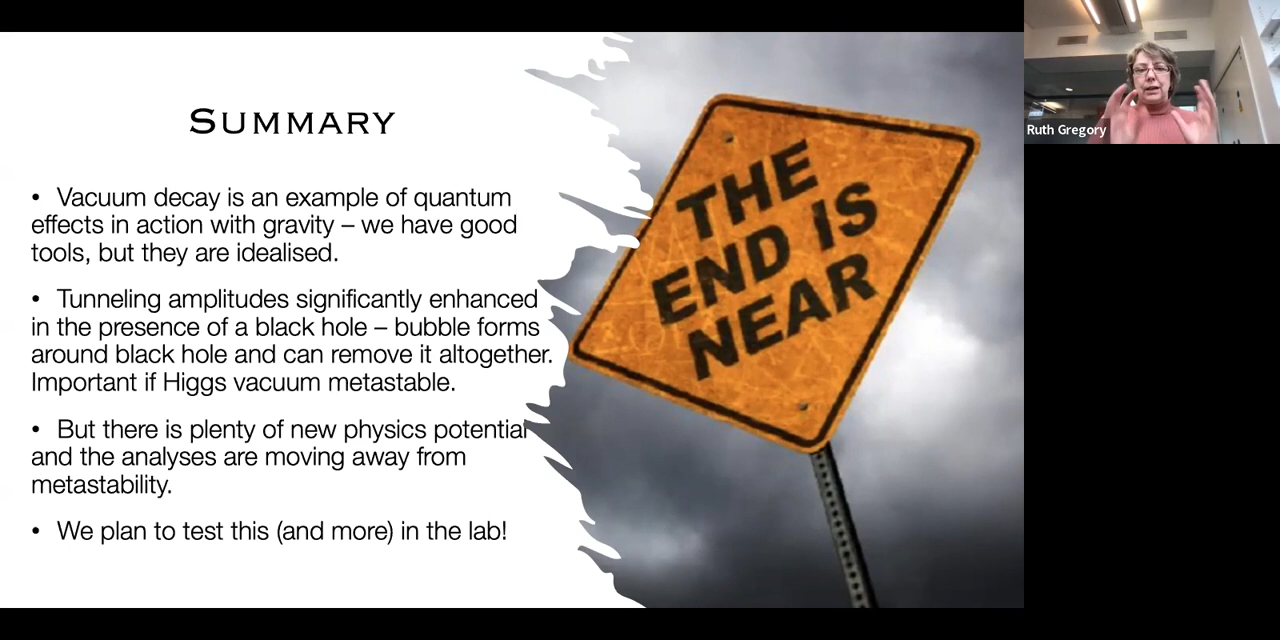 SUMMARY
• Vacuum decay is an example of quantum
effects in action with gravity – we have good
tools, but they are idealised.
• Tunneling amplitudes significantly enhanced
in the presence of a black hole – bubble forms
around black hole and can remove it altogether.
Important if Higgs vacuum metastable.
• But there is plenty of new physics potential
and the analyses are moving away from
metastability.
• We plan to test this (and more) in the lab!
THE
END IS
NEAR
Ruth Gregory